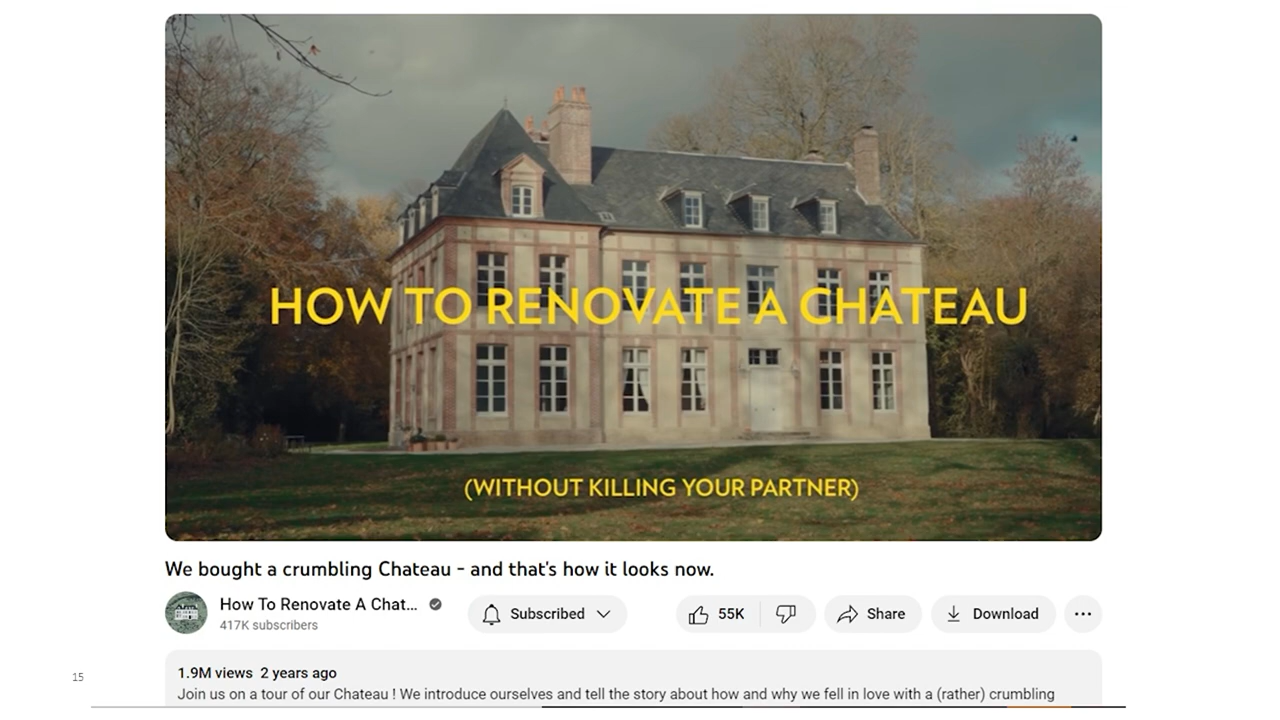 HOW TO RENOVATE A CHATEAU
(WITHOUT KILLING YOUR PARTNER)
We bought a crumbling Chateau - and that's how it looks now.
How To Renovate A Chat...
417K subscribers
Subscribed
55K
Share
Download
1.9M views 2 years ago
Join us on a tour of our Chateau ! We introduce ourselves and tell the story about how and why we fell in love with a (rather) crumbling
15